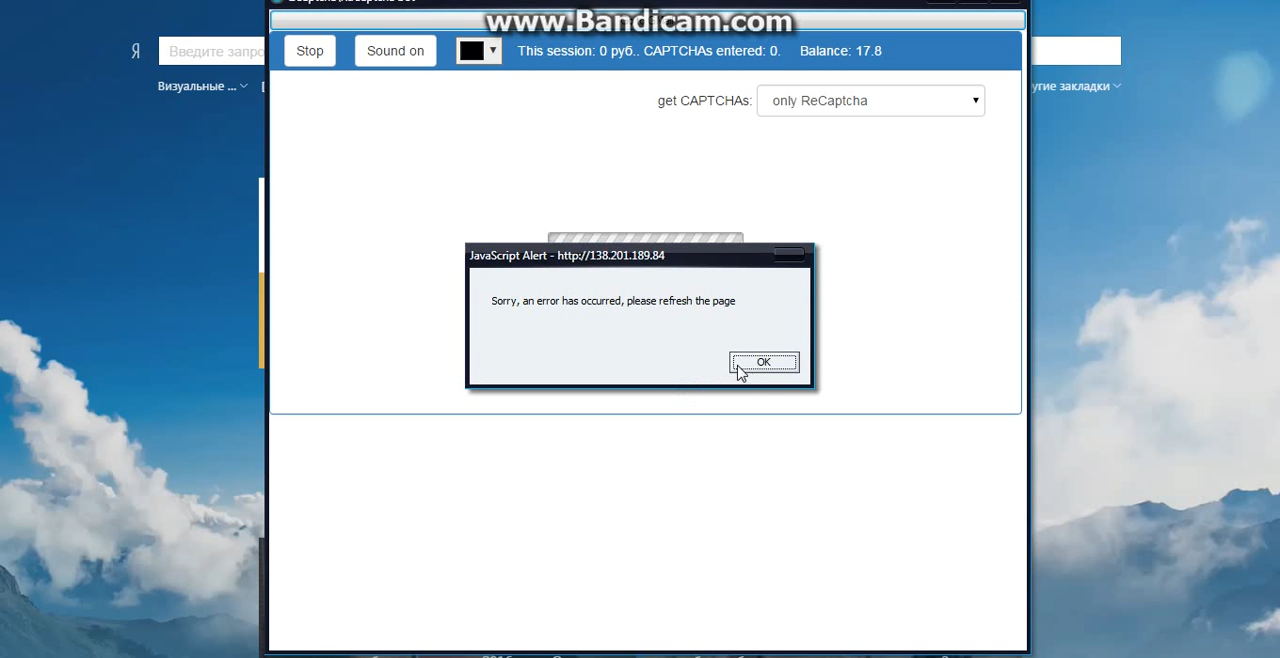 www.Bandicam.com
Я Введите запро
Stop Sound on This session: 0 руб.. CAPTCHAs entered: 0. Balance: 17.8
Визуальные ...
угие закладки
get CAPTCHAs: only ReCaptcha
JavaScript Alert - http://138.201.189.84
Sorry, an error has occurred, please refresh the page
OK